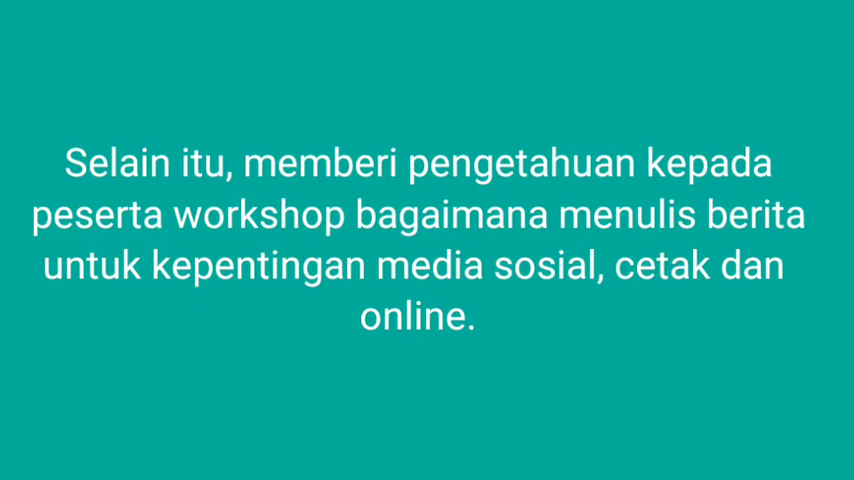 Selain itu, memberi pengetahuan kepada
peserta workshop bagaimana menulis berita
untuk kepentingan media sosial, cetak dan
online.